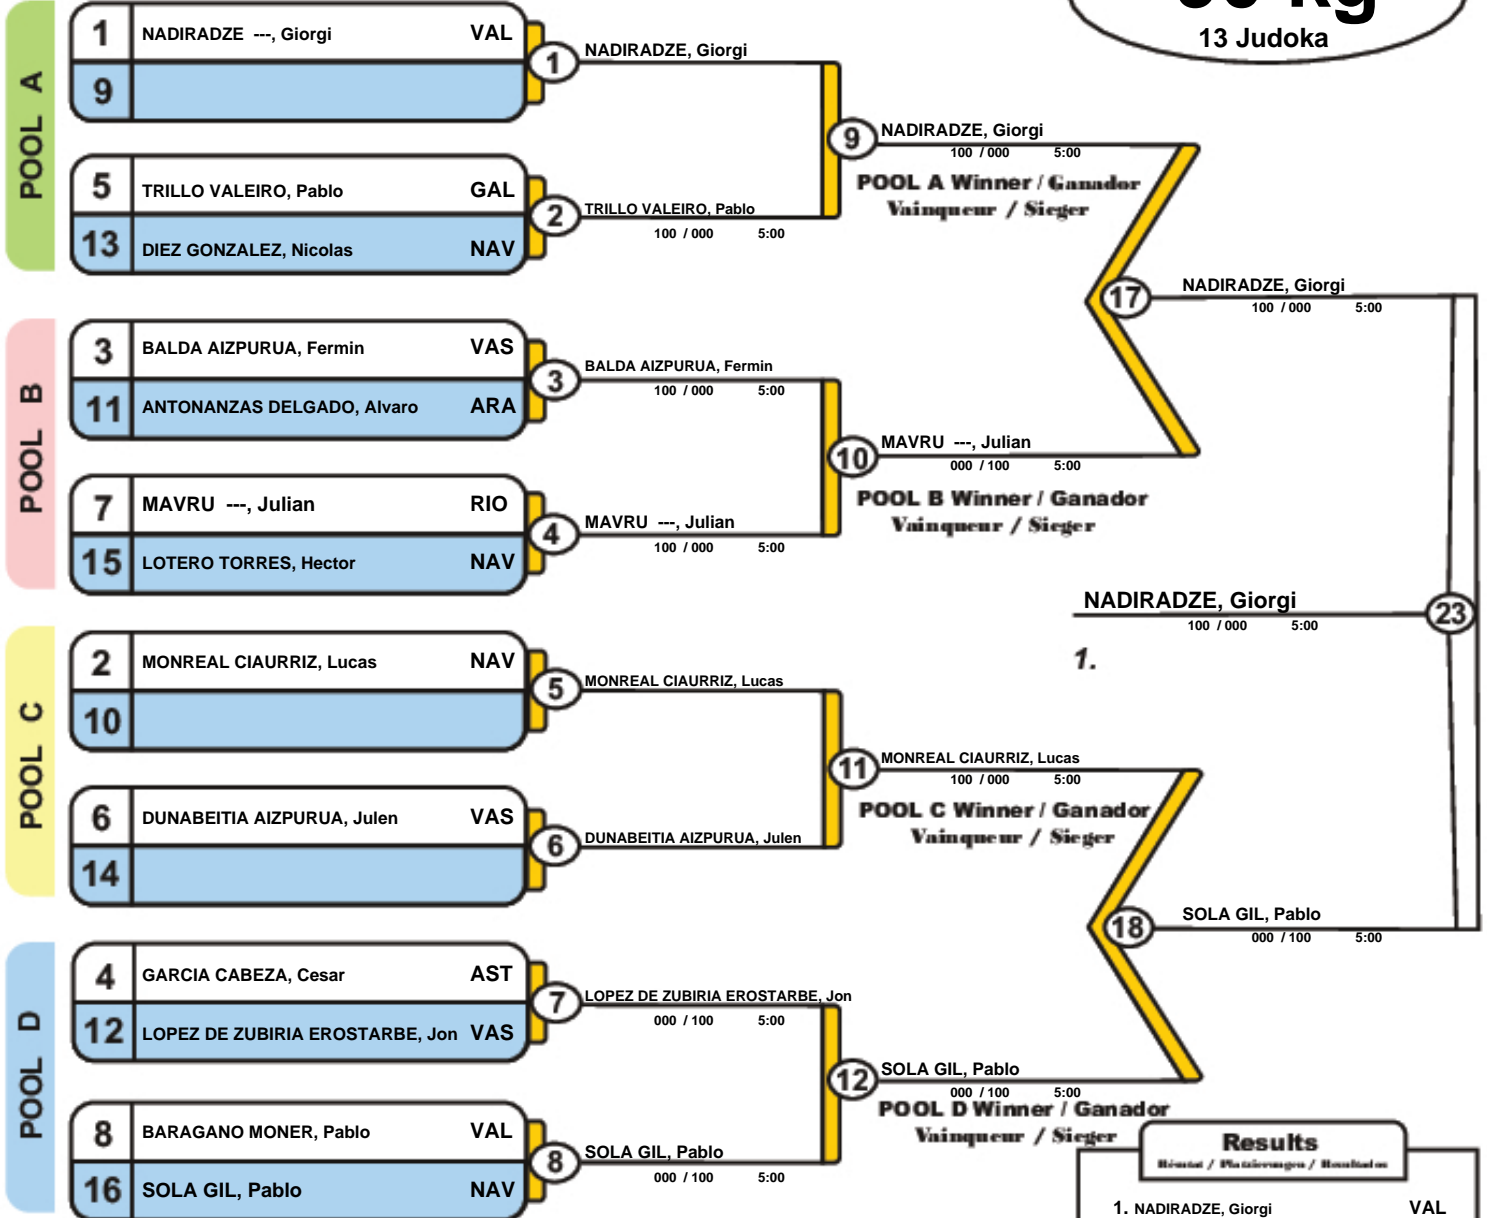 13 Judoka
POOL A
1 NADIRADZE ---, Giorgi VAL
9
1 NADIRADZE, Giorgi
5 TRILLO VALEIRO, Pablo GAL
13 DIEZ GONZALEZ, Nicolas NAV
2 TRILLO VALEIRO, Pablo
100 / 000 5:00
9 NADIRADZE, Giorgi
100 / 000 5:00
POOL A Winner / Ganador
Vainqueur / Sieger
POOL B
3 BALDA AIZPURUA, Fermin VAS
11 ANTONANZAS DELGADO, Alvaro ARA
3 BALDA AIZPURUA, Fermin
100 / 000 5:00
7 MAVRU ---, Julian RIO
15 LOTERO TORRES, Hector NAV
4 MAVRU ---, Julian
100 / 000 5:00
10 MAVRU ---, Julian
000 / 100 5:00
POOL B Winner / Ganador
Vainqueur / Sieger
17 NADIRADZE, Giorgi
100 / 000 5:00
NADIRADZE, Giorgi 23
100 / 000 5:00
1.
POOL C
2 MONREAL CIAURRIZ, Lucas NAV
10
5 MONREAL CIAURRIZ, Lucas
6 DUNABEITIA AIZPURUA, Julen VAS
14
6 DUNABEITIA AIZPURUA, Julen
11 MONREAL CIAURRIZ, Lucas
100 / 000 5:00
POOL C Winner / Ganador
Vainqueur / Sieger
POOL D
4 GARCIA CABEZA, Cesar AST
12 LOPEZ DE ZUBIRIA EROSTARBE, Jon VAS
7 LOPEZ DE ZUBIRIA EROSTARBE, Jon
000 / 100 5:00
8 BARAGANO MONER, Pablo VAL
16 SOLA GIL, Pablo NAV
8 SOLA GIL, Pablo
000 / 100 5:00
12 SOLA GIL, Pablo
000 / 100 5:00
POOL D Winner / Ganador
Vainqueur / Sieger
18 SOLA GIL, Pablo
000 / 100 5:00
Results
/ Platzierungen / Resultados
1. NADIRADZE, Giorgi VAL